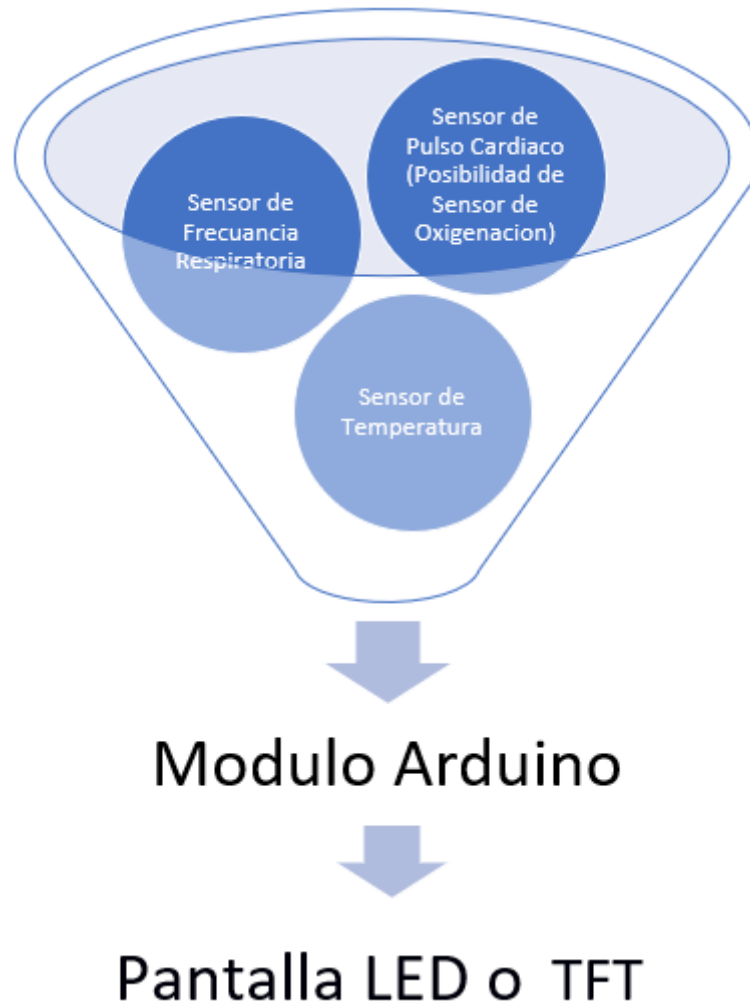 Sensor de
Pulso Cardiaco
(Posibilidad de
Sensor de
Oxigenacion)
Sensor de
Frecuancia
Respiratoria
Sensor de
Temperatura
Modulo Arduino
Pantalla LED o TFT